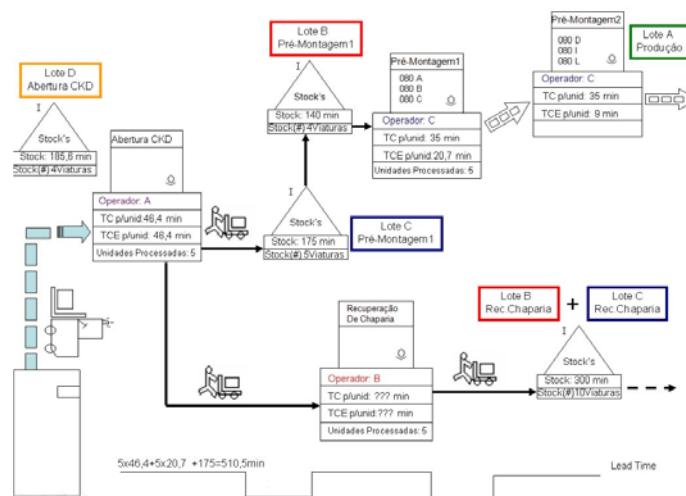 Lote D
Abertura CKD
I
Stock's
Stock: 185,6 min
Stock(#) 4Viaturas
Abertura CKD
Operador: A
TC p/unid:46,4 min
TCE p/unid: 46,4 min
Unidades Processadas: 5
Lote B
Pré-Montagem1
I
Stock's
Stock: 140 min
Stock(#) 4Viaturas
Pré-Montagem1
080 A
080 B
080 C
Operador: C
TC p/unid: 35 min
TCE p/unid:20,7 min
Unidades Processadas: 5
Pré-Montagem2
080 D
080 I
080 L
Operador: C
TC p/unid: 35 min
TCE p/unid: 9 min
Lote A
Produção
I
Stock's
Stock: 175 min
Stock(#) 5Viaturas
Lote C
Pré-Montagem1
Recuperação
De Chaparia
Operador: B
TC p/unid: ??? min
TCE p/unid:??? min
Unidades Processadas: 5
Lote B
Rec.Chaparia
+
Lote C
Rec.Chaparia
I
Stock's
Stock: 300 min
Stock(#)10Viaturas
5x46,4+5x20,7 +175=510,5min
Lead Time